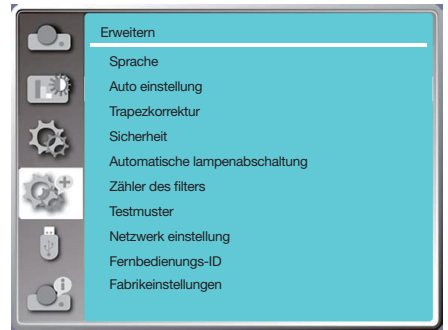 Erweitern
Sprache
Auto einstellung
Trapezkorrektur
Sicherheit
Automatische lampenabschaltung
Zähler des filters
Testmuster
Netzwerk einstellung
Fernbedienungs-ID
Fabrikeinstellungen